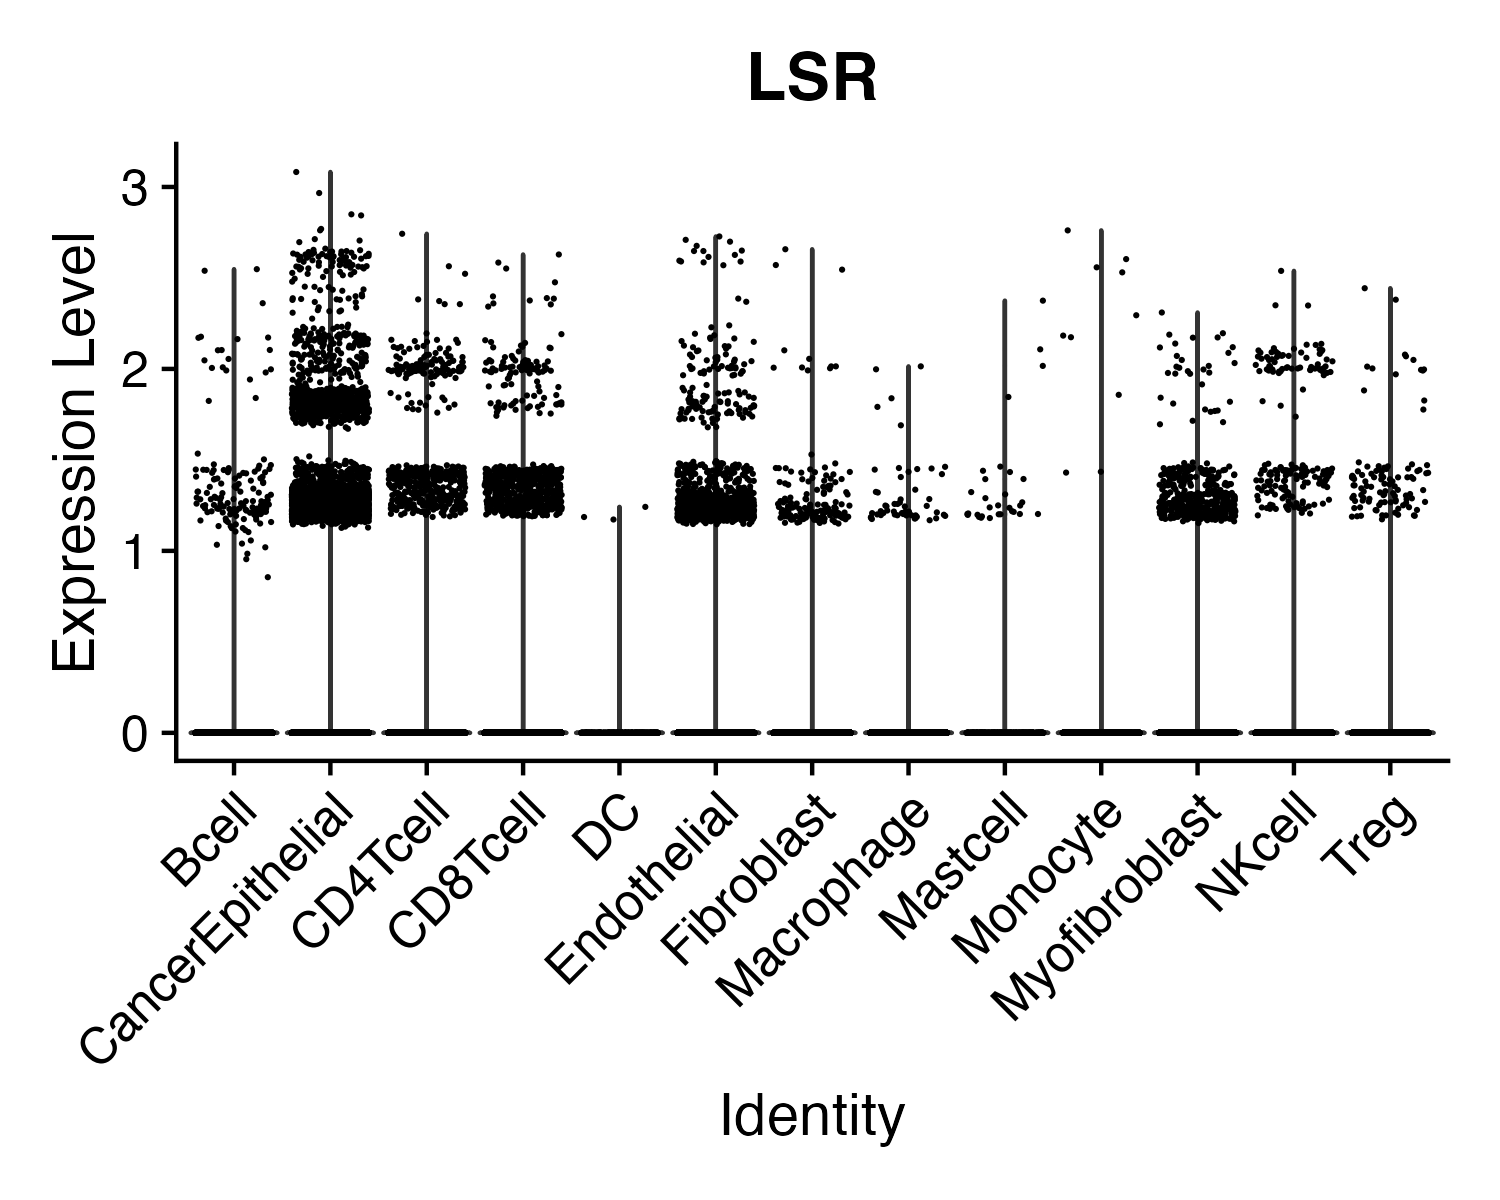 LSR
Expression Level
3
2
1
0
Bcell
CancerEpithelial
CD4Tcell
CD8Tcell
DC
Endothelial
Fibroblast
Macrophage
Mastcell
Monocyte
Myofibroblast
NKcell
Treg
Identity